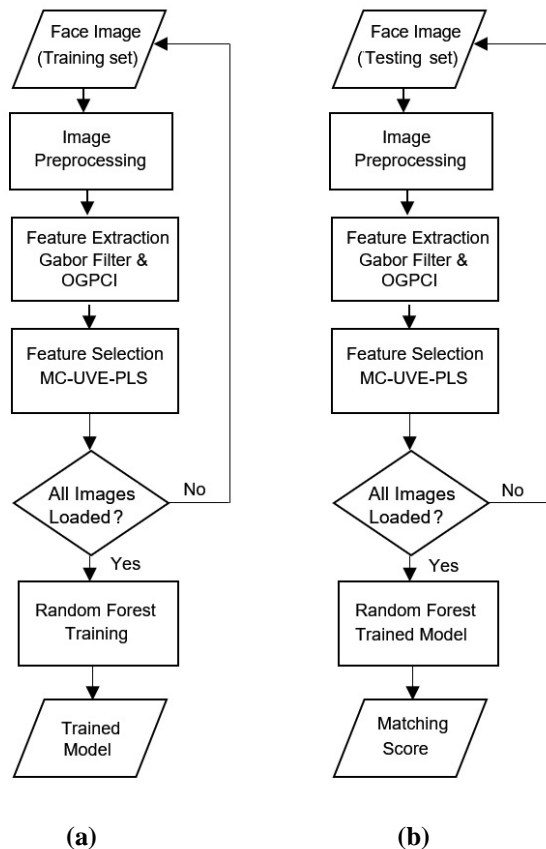 Face Image
(Training set)
Image
Preprocessing
Feature Extraction
Gabor Filter &
OGPCI
Feature Selection
MC-UVE-PLS
All Images
Loaded?
No
Yes
Random Forest
Training
Trained
Model
(a)
Face Image
(Testing set)
Image
Preprocessing
Feature Extraction
Gabor Filter &
OGPCI
Feature Selection
MC-UVE-PLS
All Images
Loaded?
No
Yes
Random Forest
Trained Model
Matching
Score
(b)